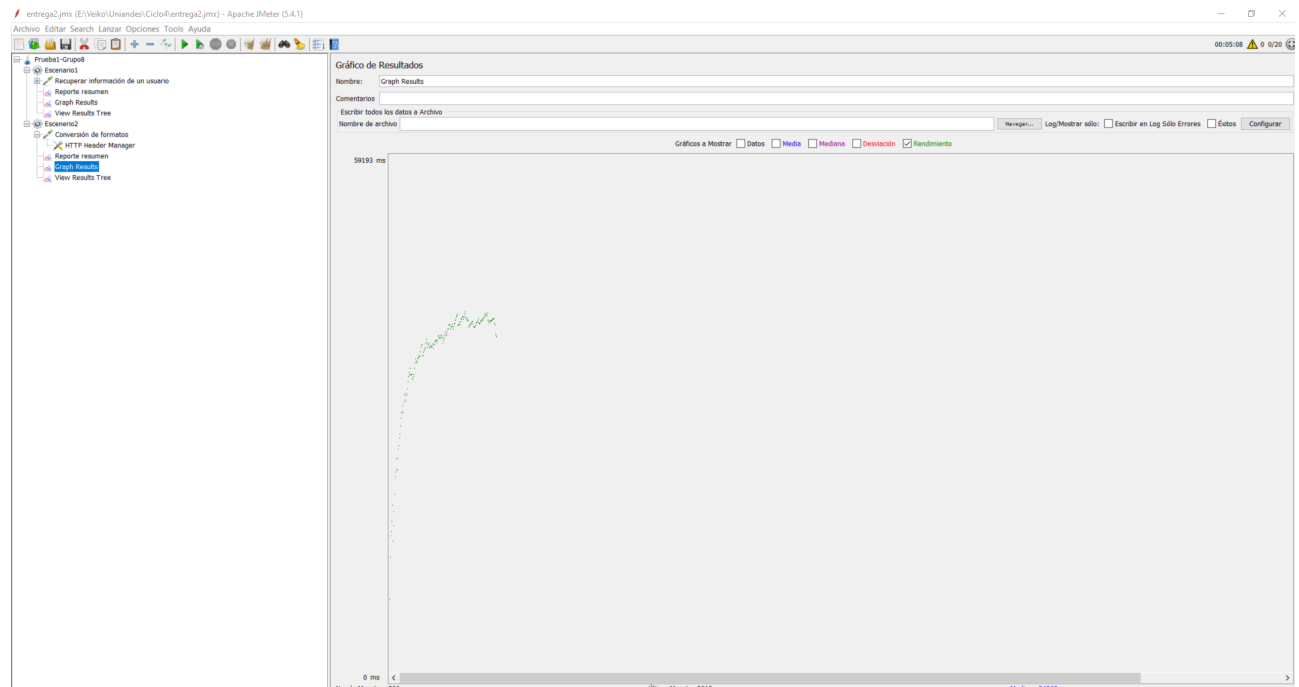 entrega2.jmx (E:\Veiko\Uniandes\Ciclo4\entrega2.jmx) - Apache JMeter (5.4.1)
Archivo Editar Search Lanzar Opciones Tools Ayuda
00:05:08 0 0/20
Prueba1-Grupo8
Escenario1
Recuperar información de un usuario
Reporte resumen
Graph Results
View Results Tree
Escenerio2
Conversión de formatos
HTTP Header Manager
Reporte resumen
Graph Results
View Results Tree
Gráfico de Resultados
Nombre: Graph Results
Comentarios
Escribir todos los datos a Archivo
Nombre de archivo Navegar... Log/Mostrar sólo: Escribir en Log Sólo Errores Éxitos Configurar
Gráficos a Mostrar Datos Media Mediana Desviación Rendimiento
59193 ms
0 ms